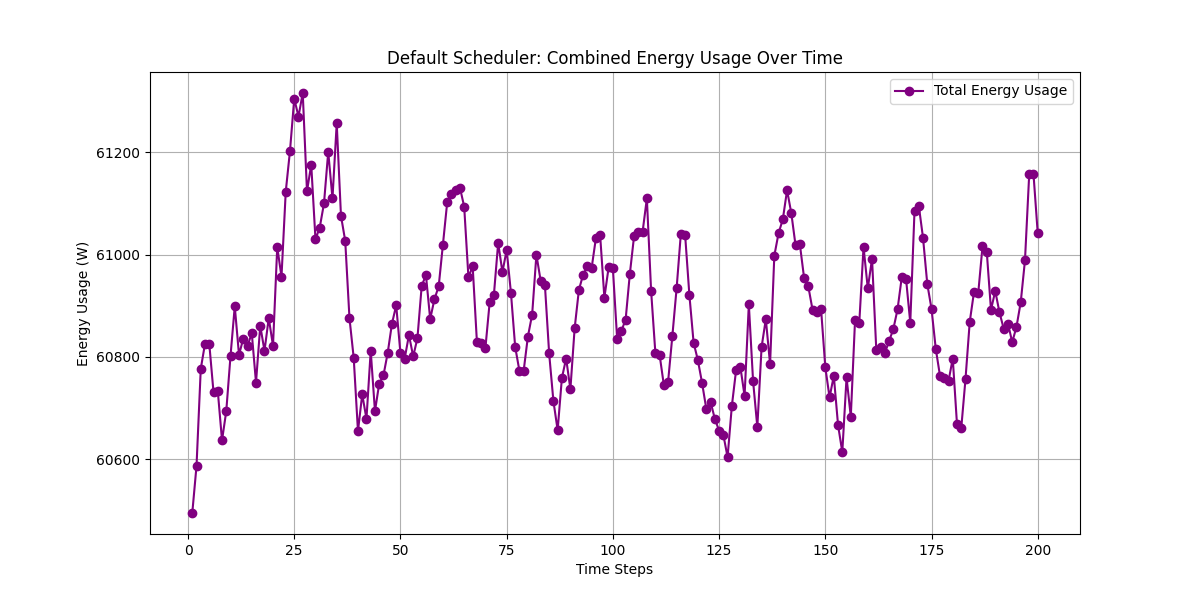 Default Scheduler: Combined Energy Usage Over Time
Total Energy Usage
Energy Usage (W)
61200
61000
60800
60600
0 25 50 75 100 125 150 175 200
Time Steps